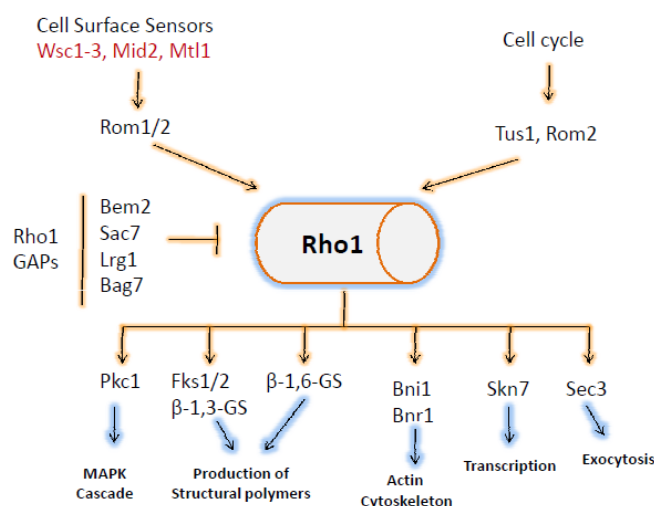 Cell Surface Sensors
Wsc1-3, Mid2, Mtl1
Cell cycle
Rom1/2
Tus1, Rom2
Rho1
GAPs
Bem2
Sac7
Lrg1
Bag7
Rho1
Pkc1
Fks1/2
β-1,3-GS
β-1,6-GS
Bni1
Bnr1
Skn7
Sec3
MAPK
Cascade
Production of
Structural polymers
Actin
Cytoskeleton
Transcription
Exocytosis